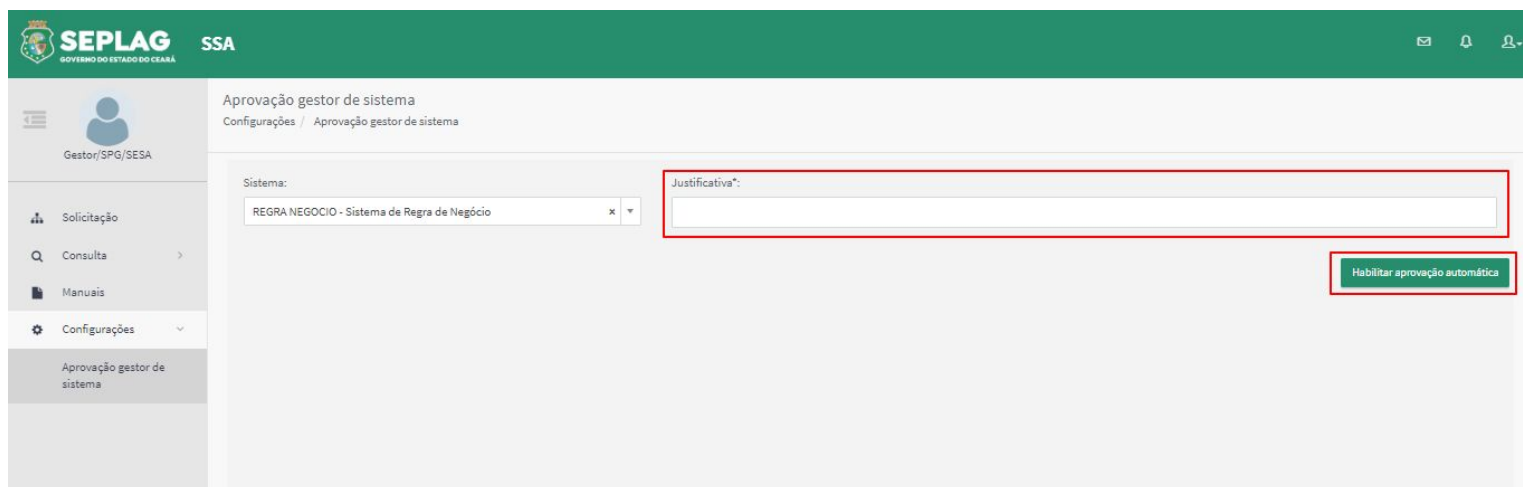 SEPLAG
GOVERNO DO ESTADO DO CEARÁ
SSA
Gestor/SPG/SESA
Solicitação
Consulta
Manuais
Configurações
Aprovação gestor de
sistema
Aprovação gestor de sistema
Configurações / Aprovação gestor de sistema
Sistema:
REGRA NEGOCIO - Sistema de Regra de Negócio
Justificativa*:
Habilitar aprovação automática